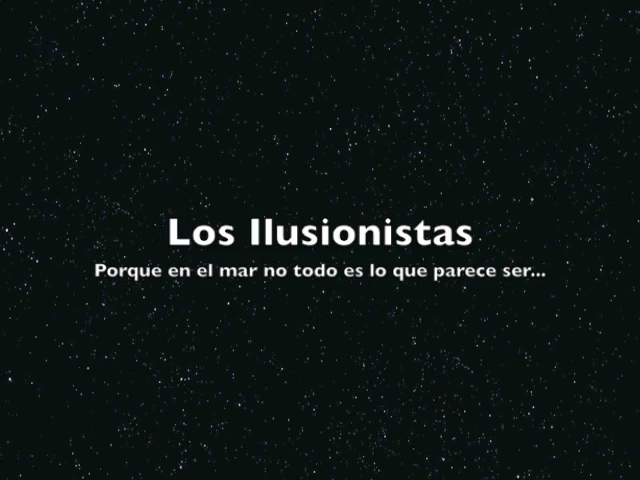 Los Ilusionistas
Porque en el mar no todo es lo que parece ser...